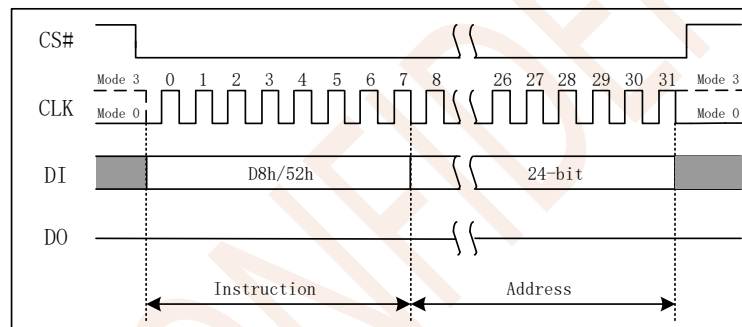 CS#
Mode 3 0 1 2 3 4 5 6 7 8 26 27 28 29 30 31 Mode 3
CLK
Mode 0 Mode 0
DI D8h/52h 24-bit
DO
Instruction Address